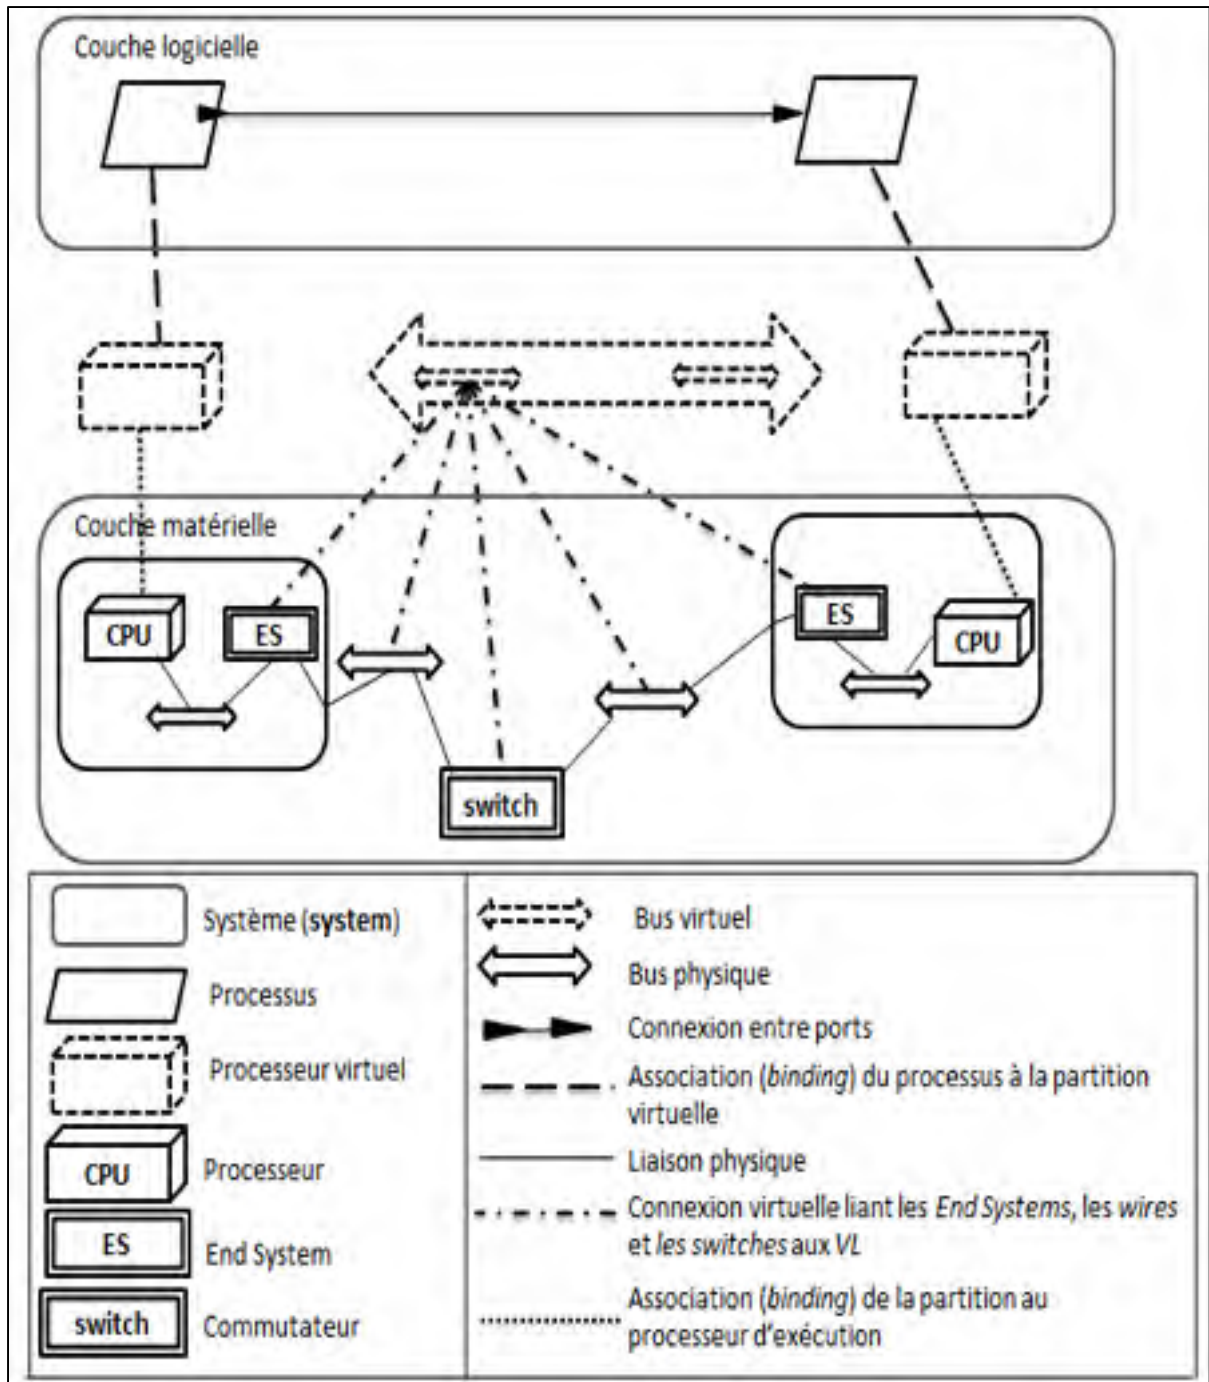 Couche logicielle
Couche matérielle
CPU
ES
ES
CPU
switch
Système (system)
Processus
Processeur virtuel
CPU
Processeur
ES
End System
switch
Commutateur
Bus virtuel
Bus physique
Connexion entre ports
Association (binding) du processus à la partition
virtuelle
Liaison physique
Connexion virtuelle liant les End Systems, les wires
et les switches aux VL
Association (binding) de la partition au
processeur d'exécution